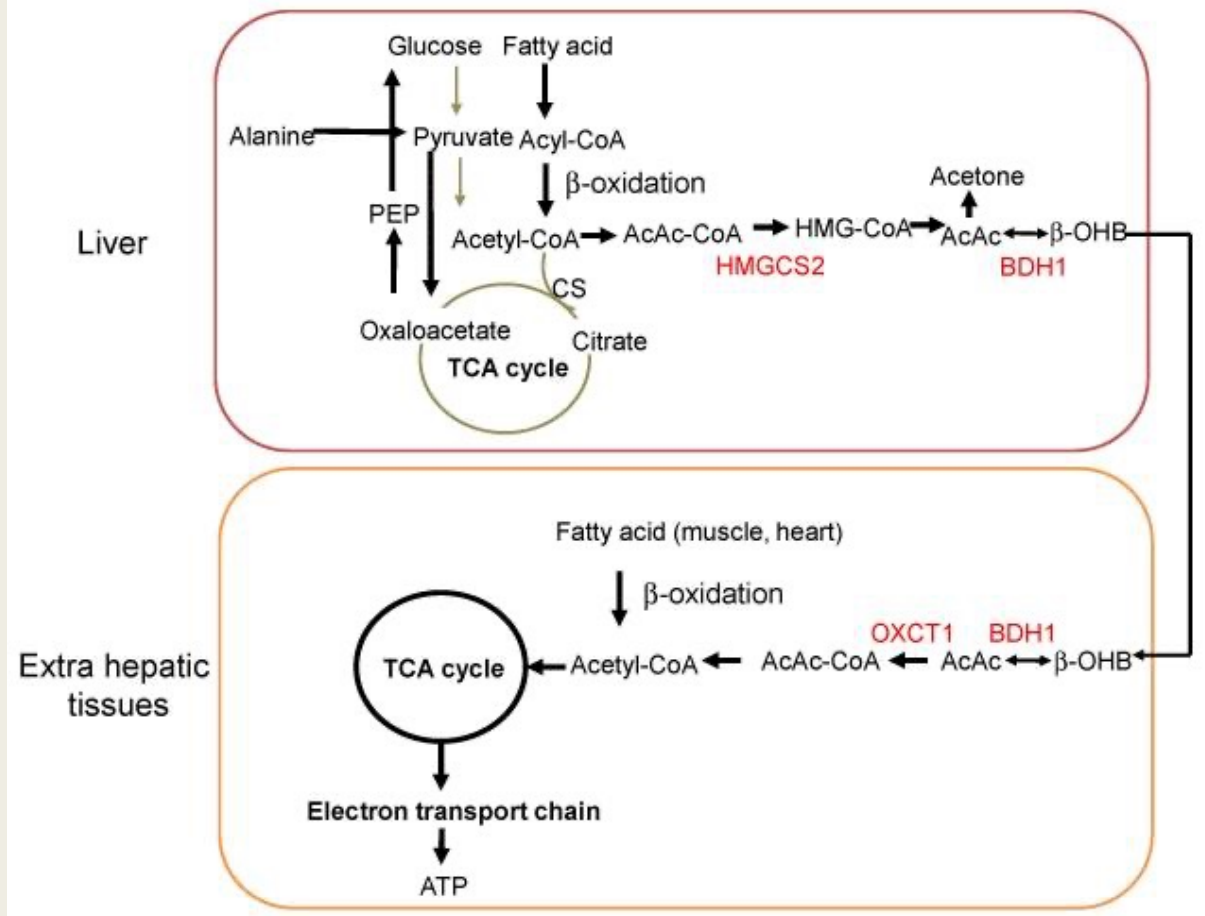 Glucose Fatty acid
Alanine Pyruvate Acyl-CoA
β-oxidation
Acetone
PEP
Liver
Acetyl-CoA AcAc-CoA HMG-CoA AcAc β-OHB
HMGCS2 BDH1
CS
Oxaloacetate Citrate
TCA cycle
Fatty acid (muscle, heart)
β-oxidation
OXCT1 BDH1
Extra hepatic
tissues
TCA cycle Acetyl-CoA AcAc-CoA AcAc β-OHB
Electron transport chain
ATP